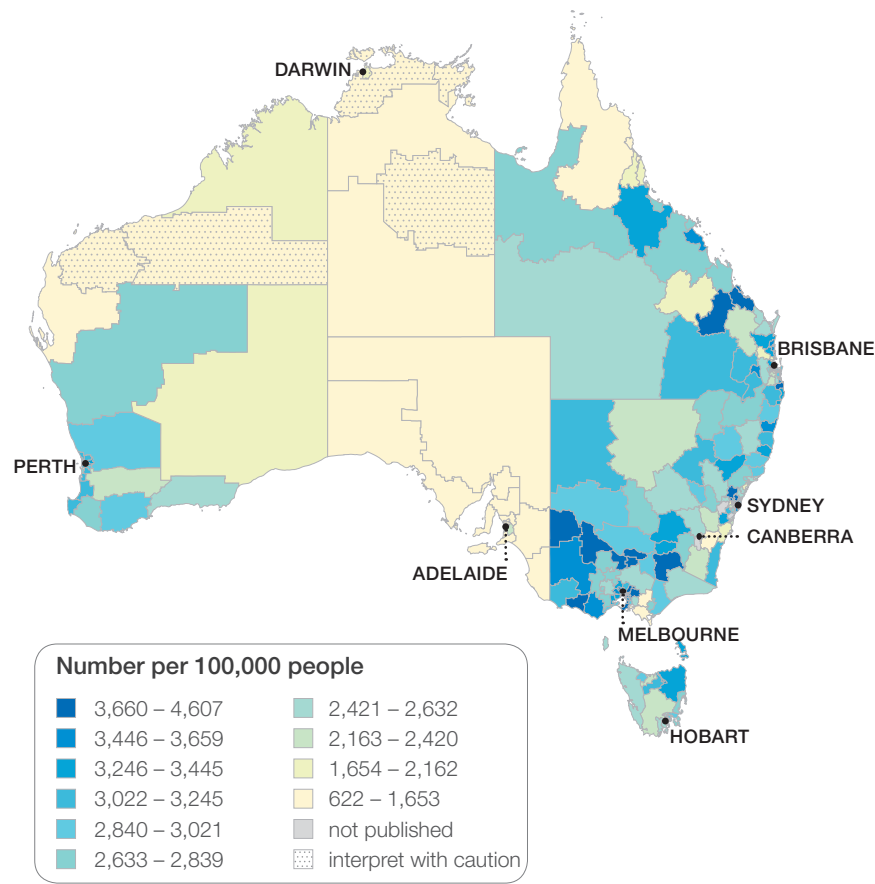 DARWIN
BRISBANE
PERTH
SYDNEY
CANBERRA
ADELAIDE
MELBOURNE
HOBART
Number per 100,000 people
3,660 – 4,607
3,446 – 3,659
3,246 – 3,445
3,022 – 3,245
2,840 – 3,021
2,633 – 2,839
2,421 – 2,632
2,163 – 2,420
1,654 – 2,162
622 – 1,653
not published
interpret with caution